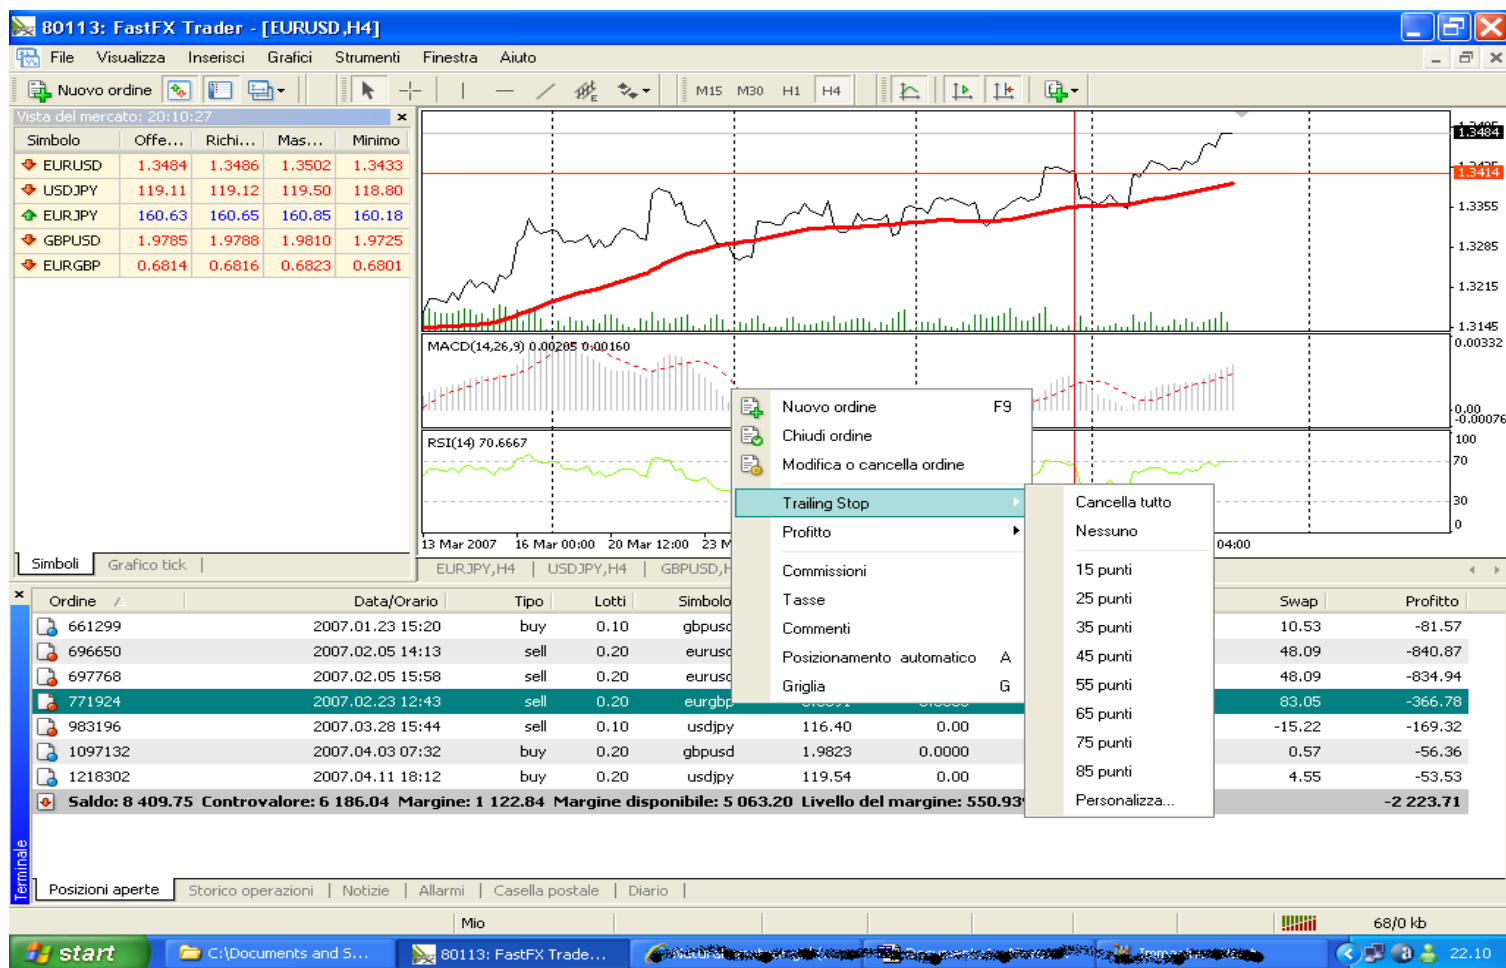 80113: FastFX Trader - [EURUSD,H4]
File Visualizza Inserisci Grafici Strumenti Finestra Aiuto
Nuovo ordine M15 M30 H1 H4
Vista del mercato: 20:10:27
Simbolo Offe... Richi... Mas... Minimo
EURUSD 1.3484 1.3486 1.3502 1.3433
USDJPY 119.11 119.12 119.50 118.80
EURJPY 160.63 160.65 160.85 160.18
GBPUSD 1.9785 1.9788 1.9810 1.9725
EURGBP 0.6814 0.6816 0.6823 0.6801
Simboli Grafico tick
1.3484
1.3414
1.3355
1.3285
1.3215
1.3145
MACD(14,26,9) 0.00205 0.00160
0.00332
0.00
-0.00076
RSI(14) 70.6667
100
70
30
0
13 Mar 2007 16 Mar 00:00 20 Mar 12:00 23 M 04:00
EURJPY,H4 USDJPY,H4 GBPUSD,H
Nuovo ordine F9
Chiudi ordine
Modifica o cancella ordine
Trailing Stop
Profitto
Commissioni
Tasse
Commenti
Posizionamento automatico A
Griglia G
Cancella tutto
Nessuno
15 punti
25 punti
35 punti
45 punti
55 punti
65 punti
75 punti
85 punti
Personalizza...
Ordine Data/Orario Tipo Lotti Simbolo Swap Profitto
661299 2007.01.23 15:20 buy 0.10 gbpusd 10.53 -81.57
696650 2007.02.05 14:13 sell 0.20 eurusd 48.09 -840.87
697768 2007.02.05 15:58 sell 0.20 eurusd 48.09 -834.94
771924 2007.02.23 12:43 sell 0.20 eurgbp 83.05 -366.78
983196 2007.03.28 15:44 sell 0.10 usdjpy 116.40 0.00 -15.22 -169.32
1097132 2007.04.03 07:32 buy 0.20 gbpusd 1.9823 0.0000 0.57 -56.36
1218302 2007.04.11 18:12 buy 0.20 usdjpy 119.54 0.00 4.55 -53.53
Saldo: 8 409.75 Controvalore: 6 186.04 Margine: 1 122.84 Margine disponibile: 5 063.20 Livello del margine: 550.93 -2 223.71
Terminale
Posizioni aperte Storico operazioni Notizie Allarmi Casella postale Diario
Mio 68/0 kb
start C:\Documents and S... 80113: FastFX Trade... 22.10